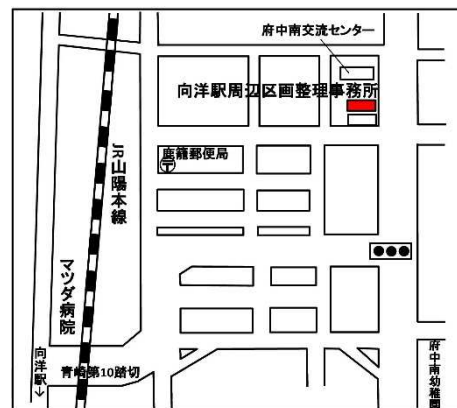 府中南交流センター
向洋駅周辺区画整理事務所
鹿籠郵便局
JR山陽本線
マツダ病院
向洋駅↓
青崎第10踏切
府中南幼稚園